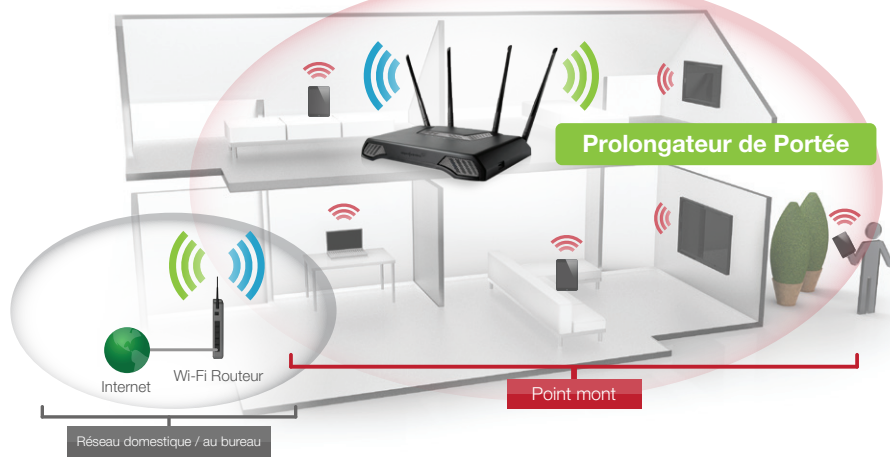 Prolongateur de Portée
Internet
Wi-Fi Routeur
Point mont
Réseau domestique / au bureau